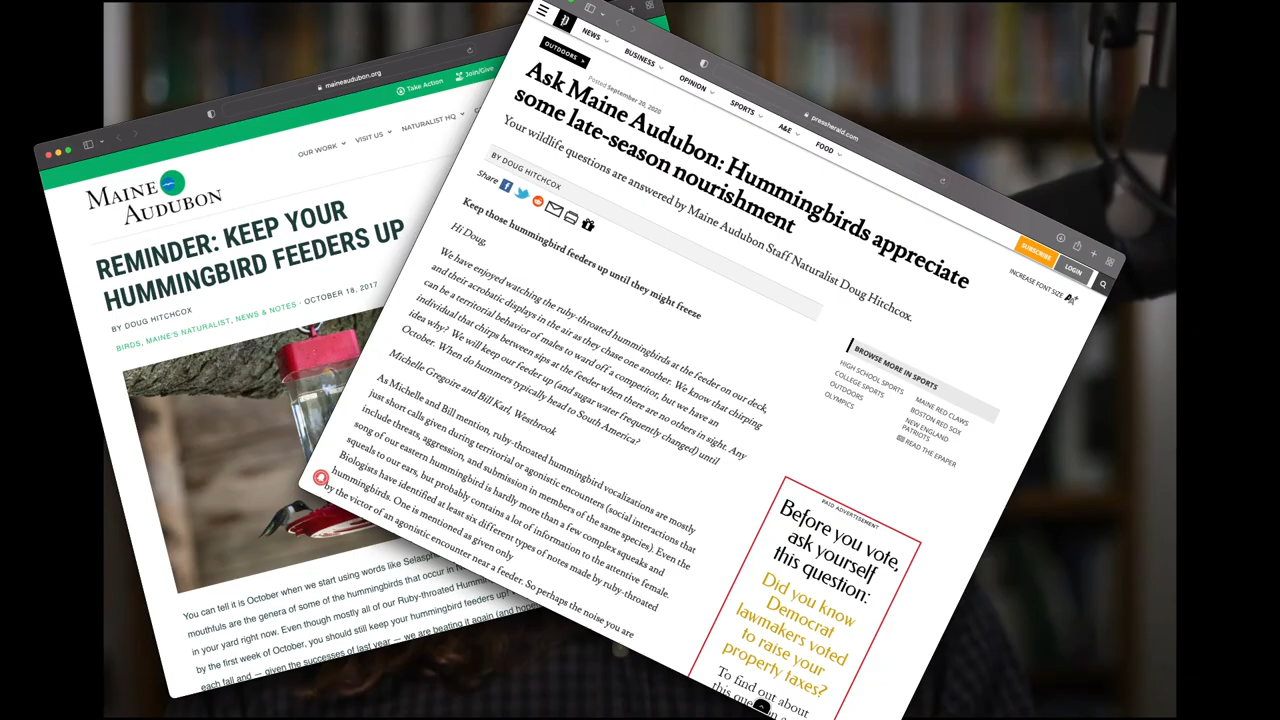 maineaudubon.org
Take Action
Join/Give
OUR WORK
VISIT US
NATURALIST HQ
MAINE
AUDUBON
REMINDER: KEEP YOUR
HUMMINGBIRD FEEDERS UP
BY DOUG HITCHCOX
BIRDS, MAINE'S NATURALIST, NEWS & NOTES · OCTOBER 18, 2017
You can tell it is October when we start using words like Selasph
mouthfuls are the genera of some of the hummingbirds that occur in
in your yard right now. Even though mostly all of our Ruby-throated Hummi
by the first week of October, you should still keep your hummingbird feeders up!
each fall and — given the successes of last year — we are beating it again (and
pressherald.com
NEWS
BUSINESS
OPINION
SPORTS
A&E
FOOD
SUBSCRIBE
LOGIN
OUTDOORS
Posted September 20, 2020
INCREASE FONT SIZE
Ask Maine Audubon: Hummingbirds appreciate
some late-season nourishment
Your wildlife questions are answered by Maine Audubon Staff Naturalist Doug Hitchcox.
BY DOUG HITCHCOX
Share
Keep those hummingbird feeders up until they might freeze
Hi Doug,
We have enjoyed watching the ruby-throated hummingbirds at the feeder on our deck,
and their acrobatic displays in the air as they chase one another. We know that chirping
can be a territorial behavior of males to ward off a competitor, but we have an
individual that chirps between sips at the feeder when there are no others in sight. Any
idea why? We will keep our feeder up (and sugar water frequently changed) until
October. When do hummers typically head to South America?
Michelle Gregoire and Bill Karl, Westbrook
As Michelle and Bill mention, ruby-throated hummingbird vocalizations are mostly
just short calls given during territorial or agonistic encounters (social interactions that
include threats, aggression, and submission in members of the same species). Even the
song of our eastern hummingbird is hardly more than a few complex squeaks and
squeals to our ears, but probably contains a lot of information to the attentive female.
Biologists have identified at least six different types of notes made by ruby-throated
hummingbirds. One is mentioned as given only
by the victor of an agonistic encounter near a feeder. So perhaps the noise you are
BROWSE MORE IN SPORTS
HIGH SCHOOL SPORTS
COLLEGE SPORTS
OUTDOORS
OLYMPICS
MAINE RED CLAWS
BOSTON RED SOX
NEW ENGLAND
PATRIOTS
READ THE EPAPER
PAID ADVERTISEMENT
Before you vote,
ask yourself
this question:
Did you know
Democrat
lawmakers voted
to raise your
property taxes?
To find out about
this